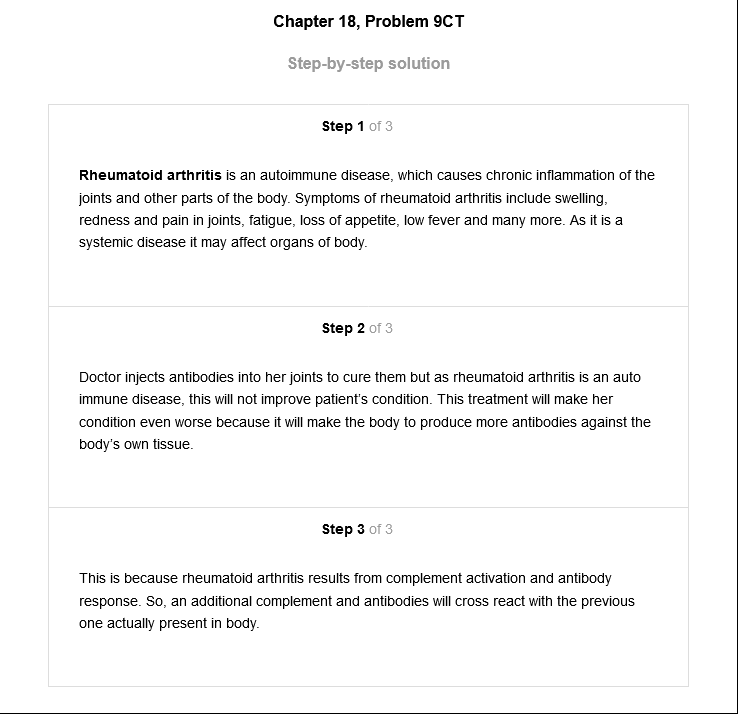 Chapter 18, Problem 9CT
Step-by-step solution
Step 1 of 3
Rheumatoid arthritis is an autoimmune disease, which causes chronic inflammation of the
joints and other parts of the body. Symptoms of rheumatoid arthritis include swelling,
redness and pain in joints, fatigue, loss of appetite, low fever and many more. As it is a
systemic disease it may affect organs of body.
Step 2 of 3
Doctor injects antibodies into her joints to cure them but as rheumatoid arthritis is an auto
immune disease, this will not improve patient's condition. This treatment will make her
condition even worse because it will make the body to produce more antibodies against the
body's own tissue.
Step 3 of 3
This is because rheumatoid arthritis results from complement activation and antibody
response. So, an additional complement and antibodies will cross react with the previous
one actually present in body.